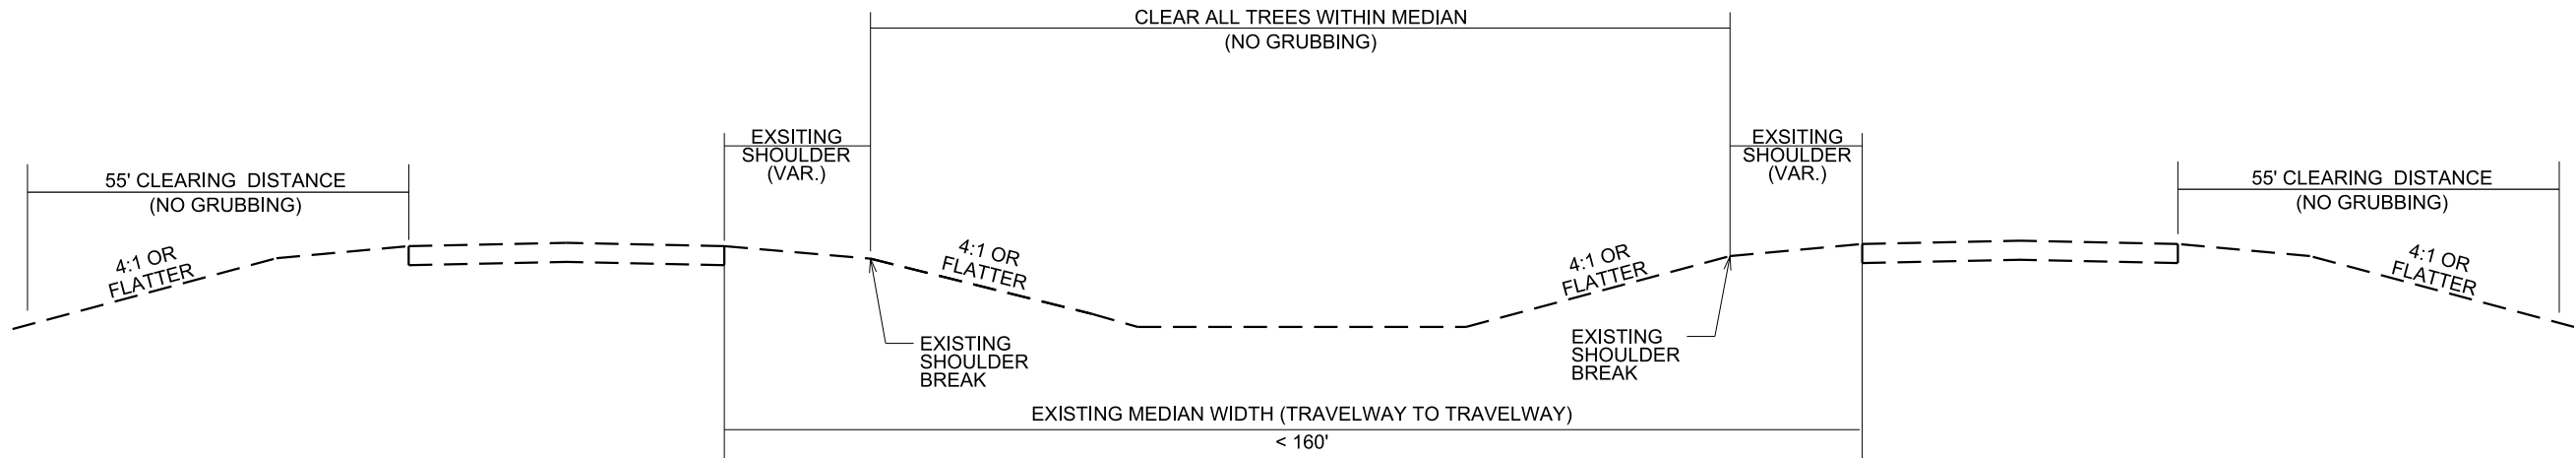 CLEAR ALL TREES WITHIN MEDIAN
(NO GRUBBING)
EXSITING
SHOULDER
(VAR.)
EXSITING
SHOULDER
(VAR.)
55' CLEARING DISTANCE
(NO GRUBBING)
55' CLEARING DISTANCE
(NO GRUBBING)
4:1 OR
FLATTER
4:1 OR
FLATTER
4:1 OR
FLATTER
4:1 OR
FLATTER
EXISTING
SHOULDER
BREAK
EXISTING
SHOULDER
BREAK
EXISTING MEDIAN WIDTH (TRAVELWAY TO TRAVELWAY)
< 160'